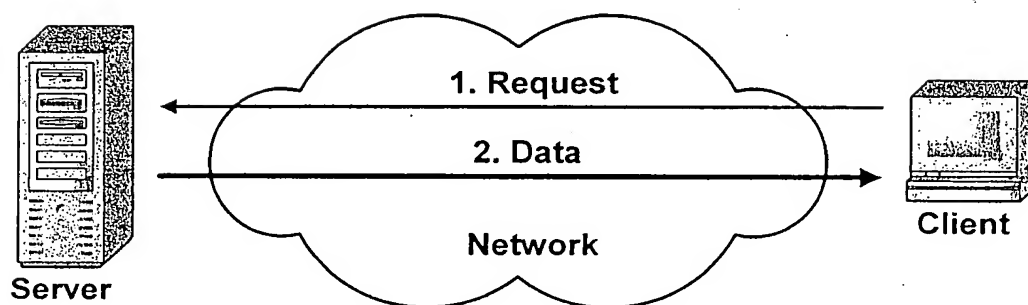 1. Request
2. Data
Client
Network
Server